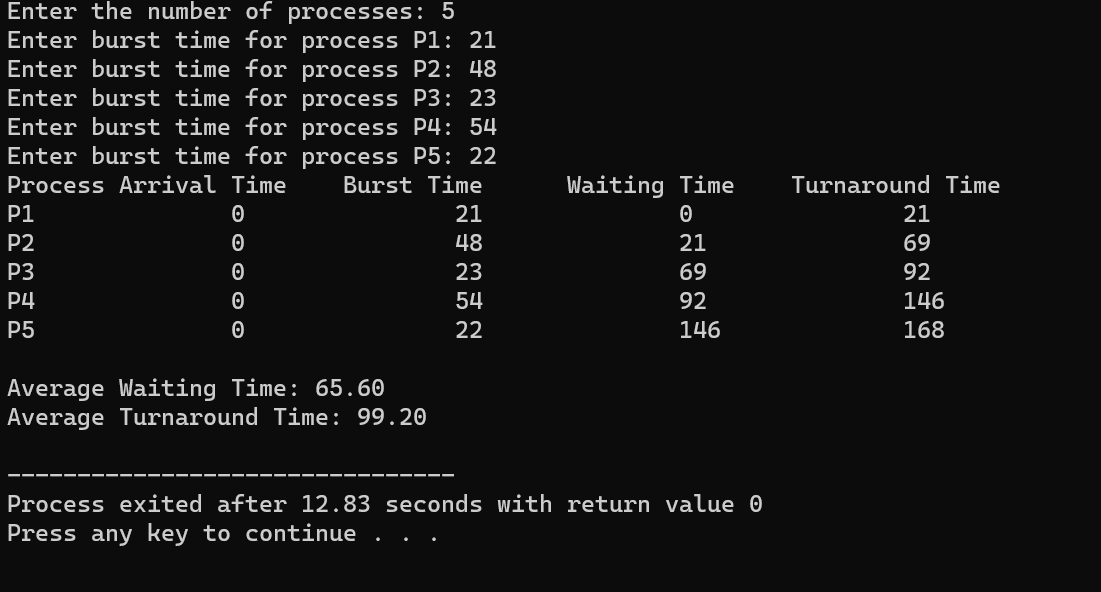 Enter the number of processes: 5
Enter burst time for process P1: 21
Enter burst time for process P2: 48
Enter burst time for process P3: 23
Enter burst time for process P4: 54
Enter burst time for process P5: 22
Process Arrival Time    Burst Time      Waiting Time    Turnaround Time
P1              0               21              0               21
P2              0               48              21              69
P3              0               23              69              92
P4              0               54              92              146
P5              0               22              146             168

Average Waiting Time: 65.60
Average Turnaround Time: 99.20

--------------------------------
Process exited after 12.83 seconds with return value 0
Press any key to continue . . .